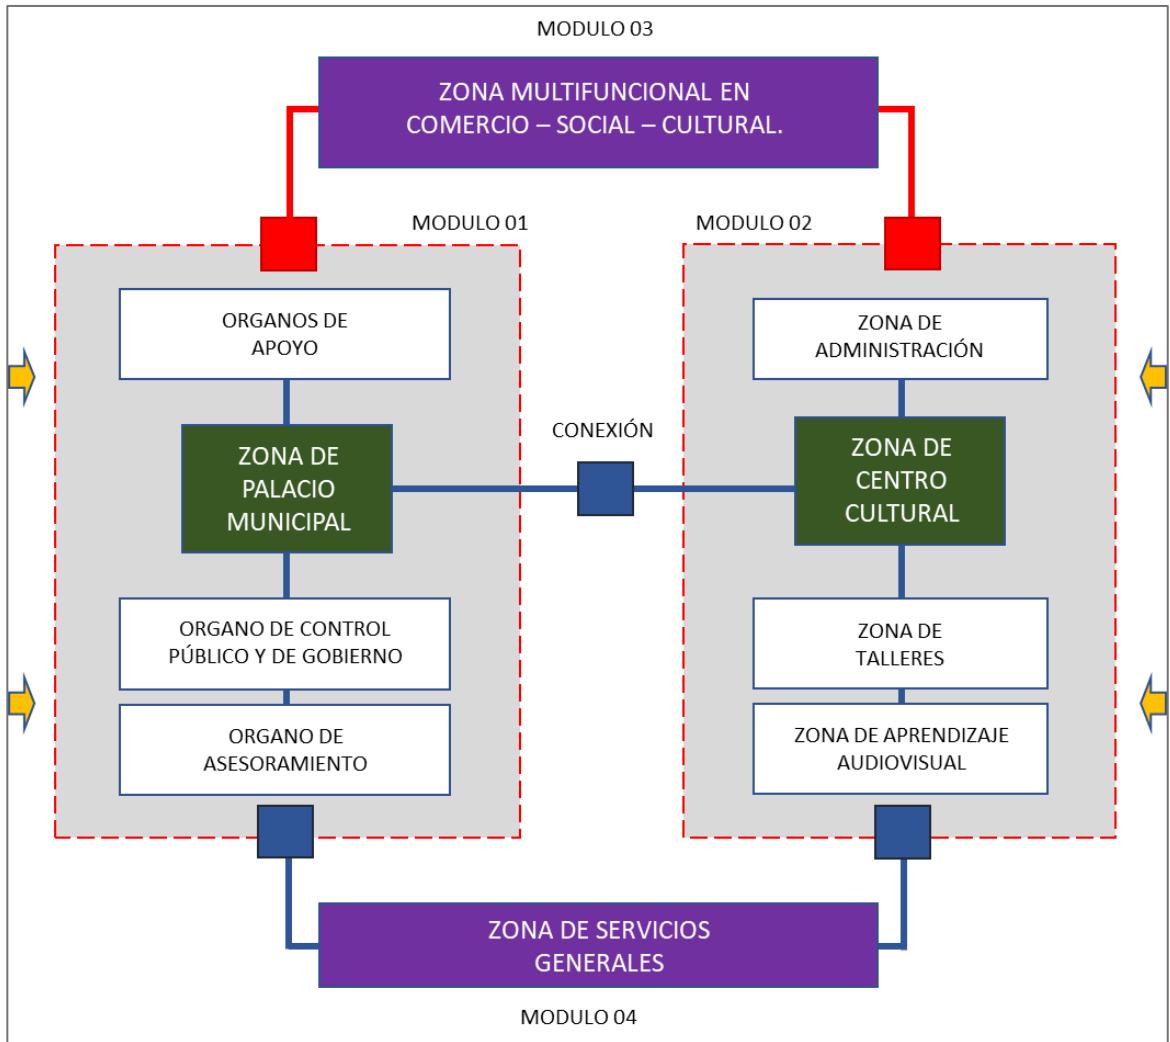 MODULO 03
ZONA MULTIFUNCIONAL EN
COMERCIO – SOCIAL – CULTURAL.
MODULO 01
MODULO 02
ORGANOS DE
APOYO
ZONA DE
ADMINISTRACIÓN
ZONA DE
PALACIO
MUNICIPAL
CONEXIÓN
ZONA DE
CENTRO
CULTURAL
ORGANO DE CONTROL
PÚBLICO Y DE GOBIERNO
ZONA DE
TALLERES
ORGANO DE
ASESORAMIENTO
ZONA DE APRENDIZAJE
AUDIOVISUAL
ZONA DE SERVICIOS
GENERALES
MODULO 04